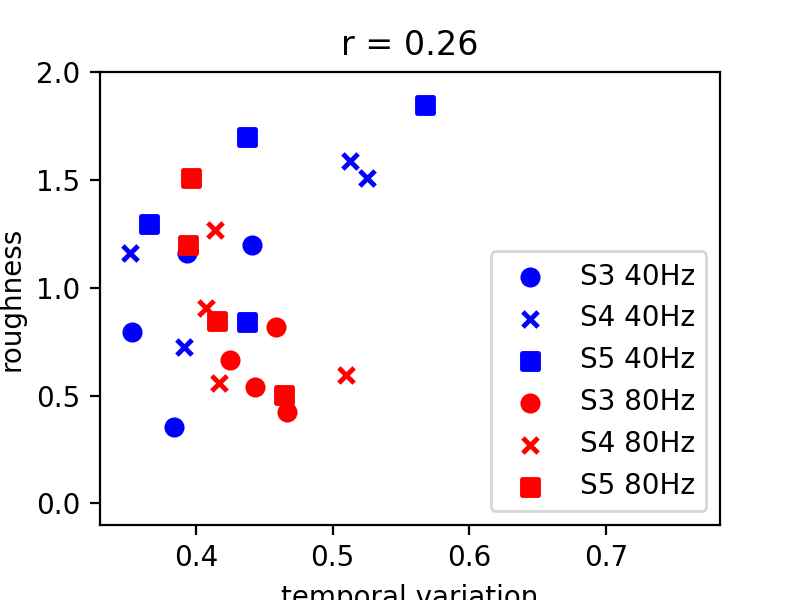 r = 0.26
2.0
1.5
1.0
0.5
0.0
roughness
S3 40Hz
S4 40Hz
S5 40Hz
S3 80Hz
S4 80Hz
S5 80Hz
0.4 0.5 0.6 0.7
temporal variation